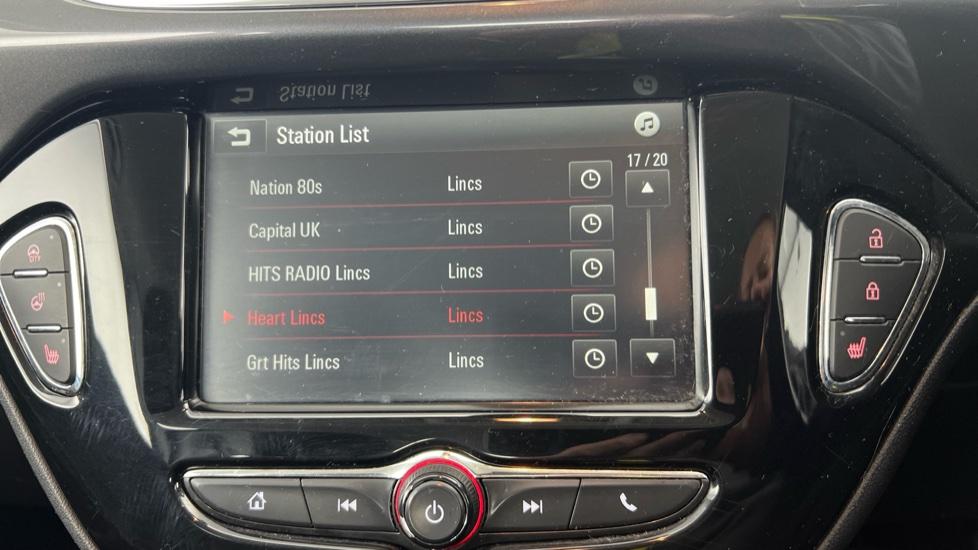 Station List
Station List
17 / 20
Nation 80s Lincs
Capital UK Lincs
HITS RADIO Lincs Lincs
Heart Lincs Lincs
Grt Hits Lincs Lincs